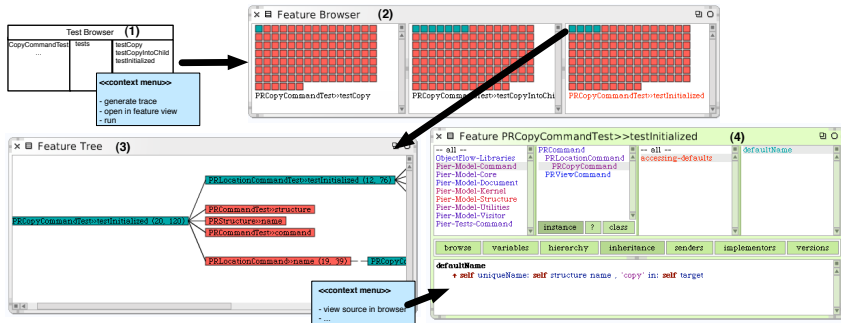 Test Browser (1)
CopyCommandTest
...
tests
testCopy
testCopyIntoChild
testInitialized
<<context menu>>
- generate trace
- open in feature view
- run
Feature Browser (2)
PRCopyCommandTest>>testCopy
PRCopyCommandTest>>testCopyIntoChi
PRCopyCommandTest>>testInitialized
Feature Tree (3)
PRCopyCommandTest>>testInitialized (20, 120)
PRLocationCommandTest>>testInitialized (12, 76)
PRCommandTest>>structure
PRStructure>>name
PRCommandTest>>command
PRLocationCommand>>name (19, 39)
PRCopyCo
<<context menu>>
- view source in browser
- ...
Feature PRCopyCommandTest>>testInitialized (4)
-- all --
ObjectFlow-Libraries
Pier-Model-Command
Pier-Model-Core
Pier-Model-Document
Pier-Model-Kernel
Pier-Model-Structure
Pier-Model-Utilities
Pier-Model-Visitor
Pier-Tests-Command
PRCommand
PRLocationCommand
PRCopyCommand
PRViewCommand
instance ? class
-- all --
accessing-defaults
defaultName
browse variables hierarchy inheritance senders implementors versions
defaultName
↑ self uniqueName: self structure name , 'copy' in: self target